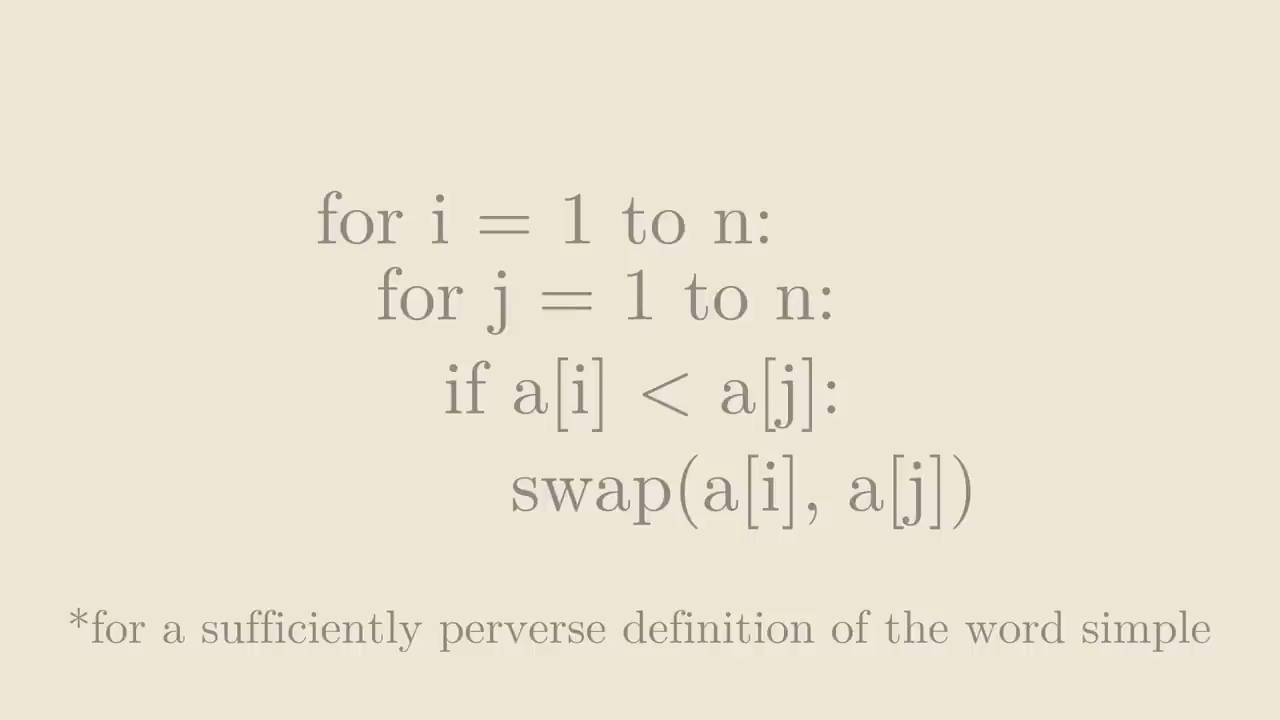 for i = 1 to n:
for j = 1 to n:
if a[i] < a[j]:
swap(a[i], a[j])
*for a sufficiently perverse definition of the word simple